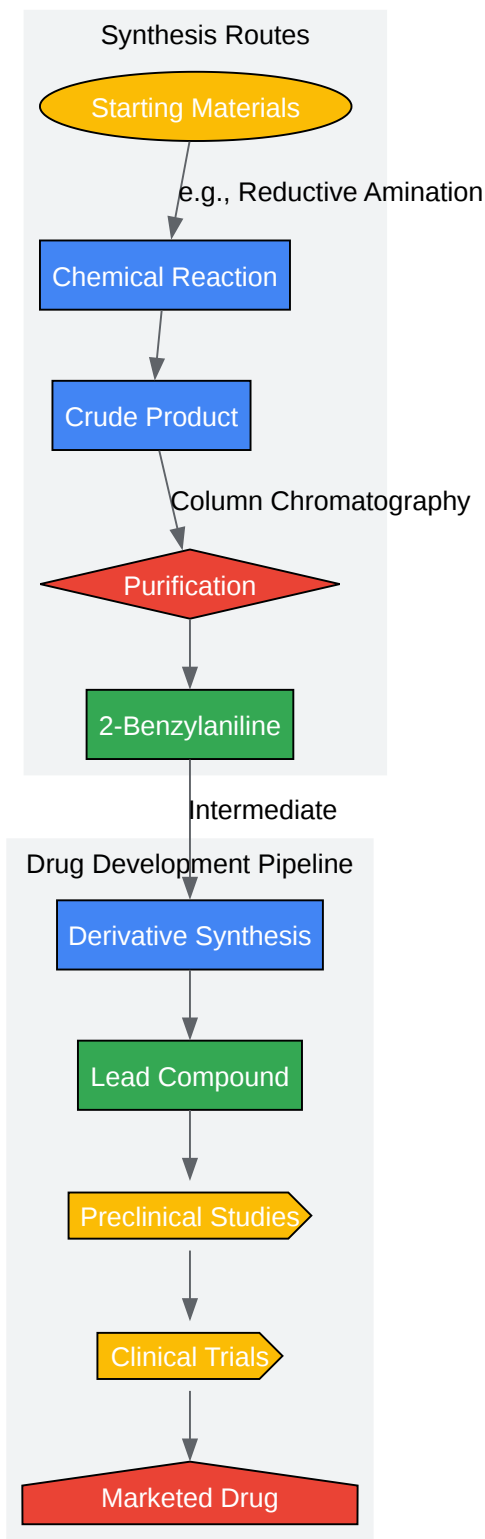 Synthesis Routes
Starting Materials
e.g., Reductive Amination
Chemical Reaction
Crude Product
Column Chromatography
Purification
2-Benzylaniline
Intermediate
Drug Development Pipeline
Derivative Synthesis
Lead Compound
Preclinical Studies
Clinical Trials
Marketed Drug